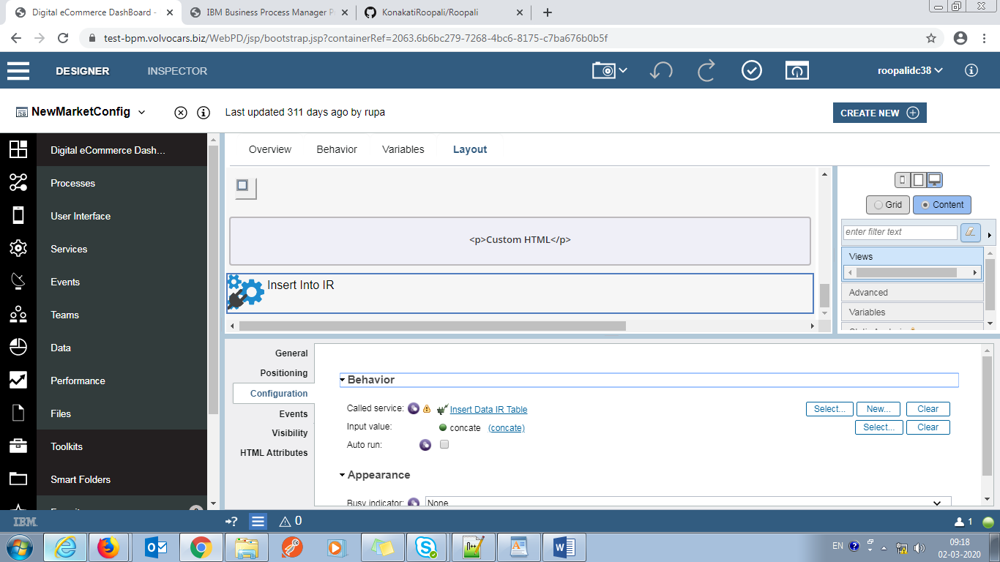 Digital eCommerce DashBoard -
IBM Business Process Manager P
KonakatiRoopali/Roopali
test-bpm.volvocars.biz/WebPD/jsp/bootstrap.jsp?containerRef=2063.6b6bc279-7268-4bc6-8175-c7ba676b0b5f
DESIGNER INSPECTOR roopalidc38
NewMarketConfig Last updated 311 days ago by rupa CREATE NEW
Digital eCommerce Dash...
Processes
User Interface
Services
Events
Teams
Data
Performance
Files
Toolkits
Smart Folders
Overview Behavior Variables Layout
<p>Custom HTML</p>
Insert Into IR
Grid Content
enter filter text
Views
Advanced
Variables
General
Positioning
Configuration
Events
Visibility
HTML Attributes
Behavior
Called service: Insert Data IR Table Select... New... Clear
Input value: concate (concate) Select... Clear
Auto run:
Appearance
Busy indicator: None
IBM 0 1
EN 09:18
02-03-2020